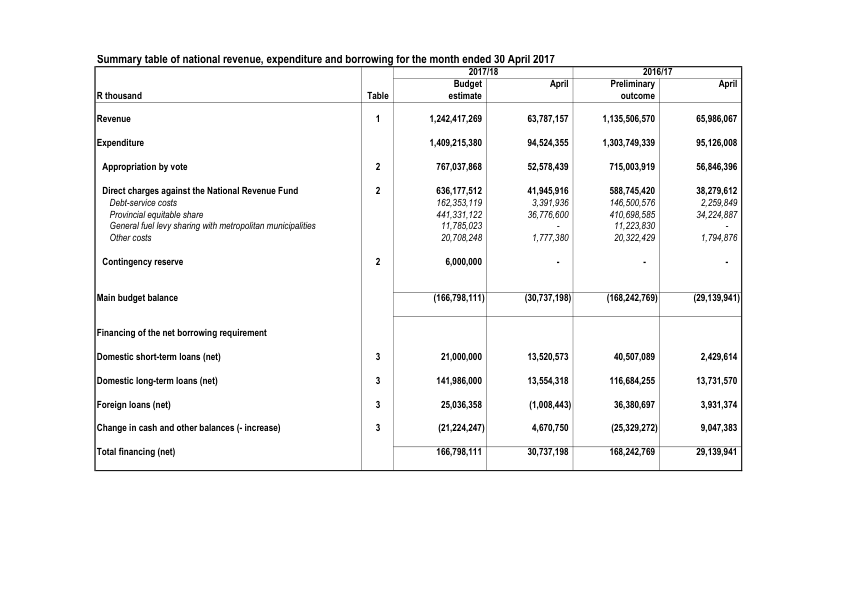 Summary table of national revenue, expenditure and borrowing for the month ended 30 April 2017
2017/18 2016/17
Budget April Preliminary April
R thousand Table estimate outcome
Revenue 1 1,242,417,269 63,787,157 1,135,506,570 65,986,067
Expenditure 1,409,215,380 94,524,355 1,303,749,339 95,126,008
Appropriation by vote 2 767,037,868 52,578,439 715,003,919 56,846,396
Direct charges against the National Revenue Fund 2 636,177,512 41,945,916 588,745,420 38,279,612
Debt-service costs 162,353,119 3,391,936 146,500,576 2,259,849
Provincial equitable share 441,331,122 36,776,600 410,698,585 34,224,887
General fuel levy sharing with metropolitan municipalities 11,785,023 - 11,223,830 -
Other costs 20,708,248 1,777,380 20,322,429 1,794,876
Contingency reserve 2 6,000,000 - - -
Main budget balance (166,798,111) (30,737,198) (168,242,769) (29,139,941)
Financing of the net borrowing requirement
Domestic short-term loans (net) 3 21,000,000 13,520,573 40,507,089 2,429,614
Domestic long-term loans (net) 3 141,986,000 13,554,318 116,684,255 13,731,570
Foreign loans (net) 3 25,036,358 (1,008,443) 36,380,697 3,931,374
Change in cash and other balances (- increase) 3 (21,224,247) 4,670,750 (25,329,272) 9,047,383
Total financing (net) 166,798,111 30,737,198 168,242,769 29,139,941